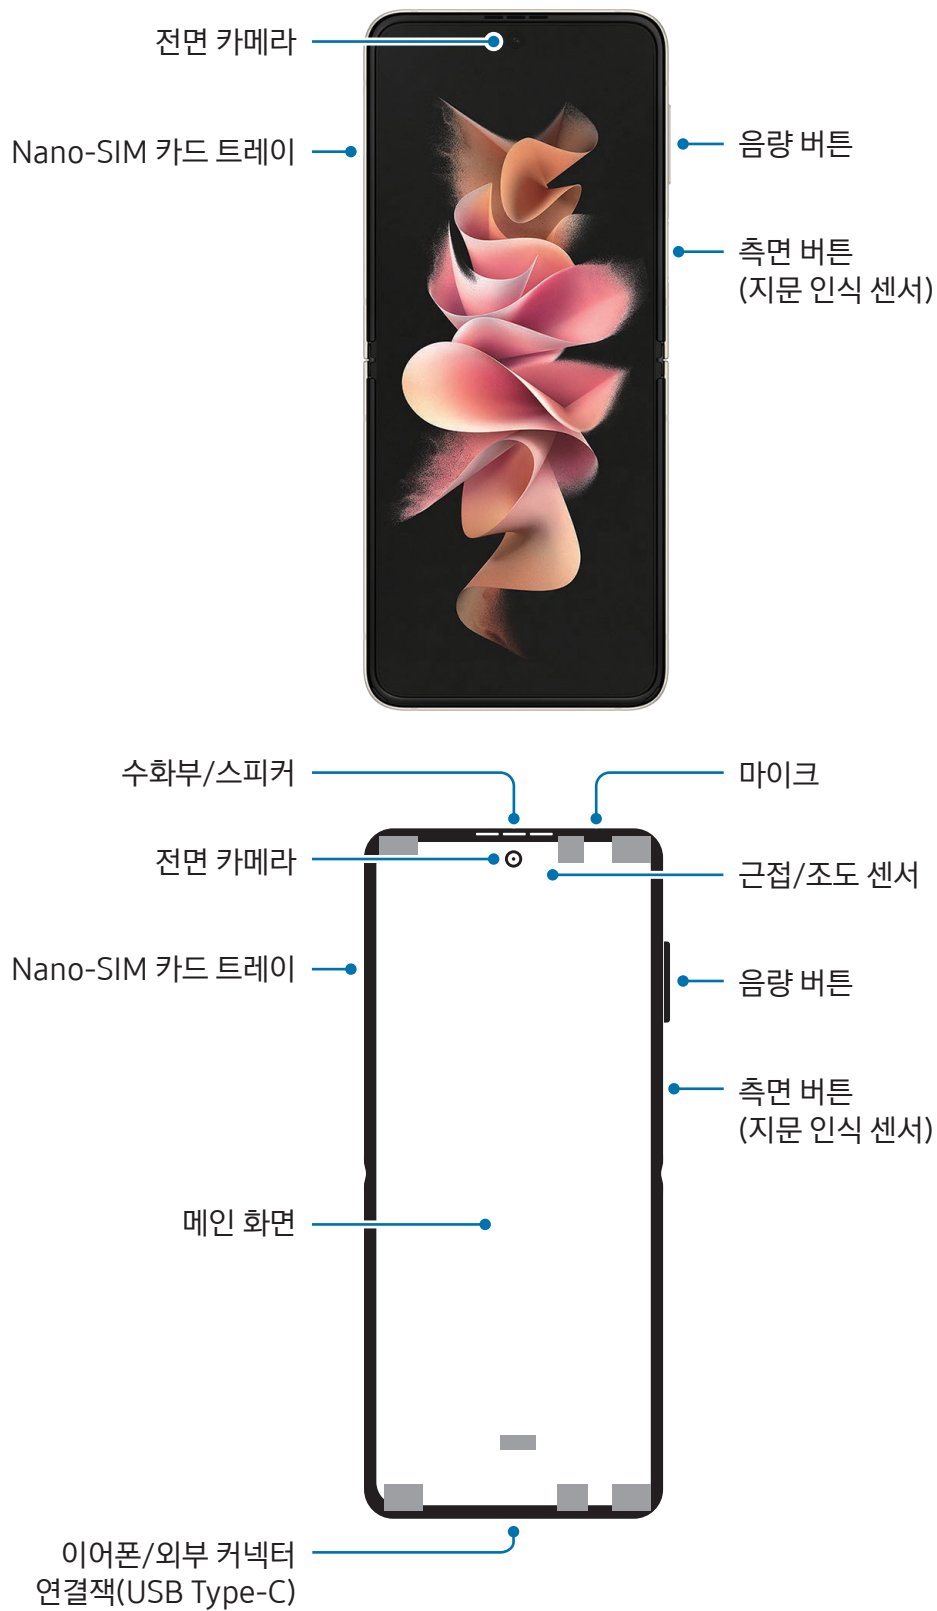 전면 카메라
Nano-SIM 카드 트레이
음량 버튼
측면 버튼
(지문 인식 센서)
수화부/스피커
마이크
전면 카메라
근접/조도 센서
Nano-SIM 카드 트레이
음량 버튼
측면 버튼
(지문 인식 센서)
메인 화면
이어폰/외부 커넥터
연결잭(USB Type-C)